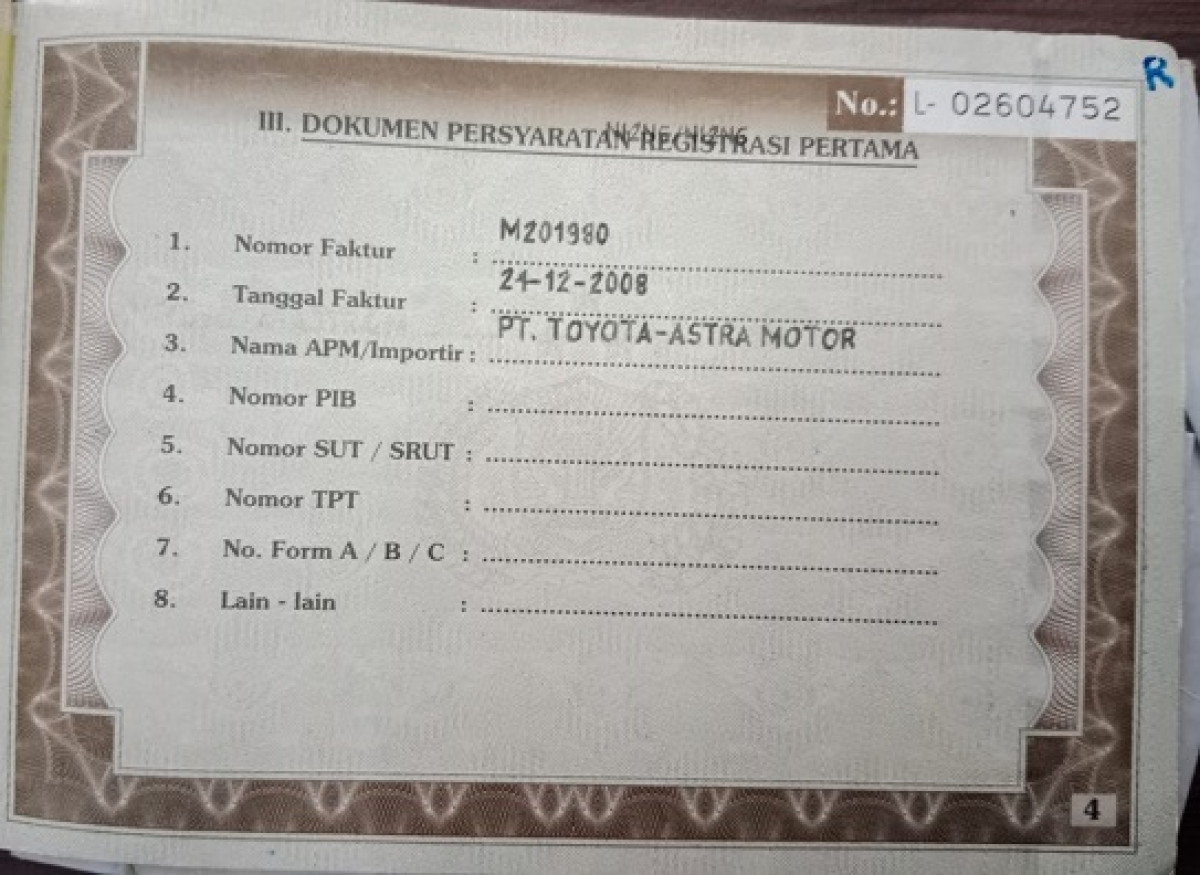 R
No.: L- 02604752
III. DOKUMEN PERSYARATAN REGISTRASI PERTAMA
1. Nomor Faktur : M201980
2. Tanggal Faktur : 24-12-2008
3. Nama APM/Importir : PT. TOYOTA-ASTRA MOTOR
4. Nomor PIB :
5. Nomor SUT / SRUT :
6. Nomor TPT :
7. No. Form A / B / C :
8. Lain - lain :
4